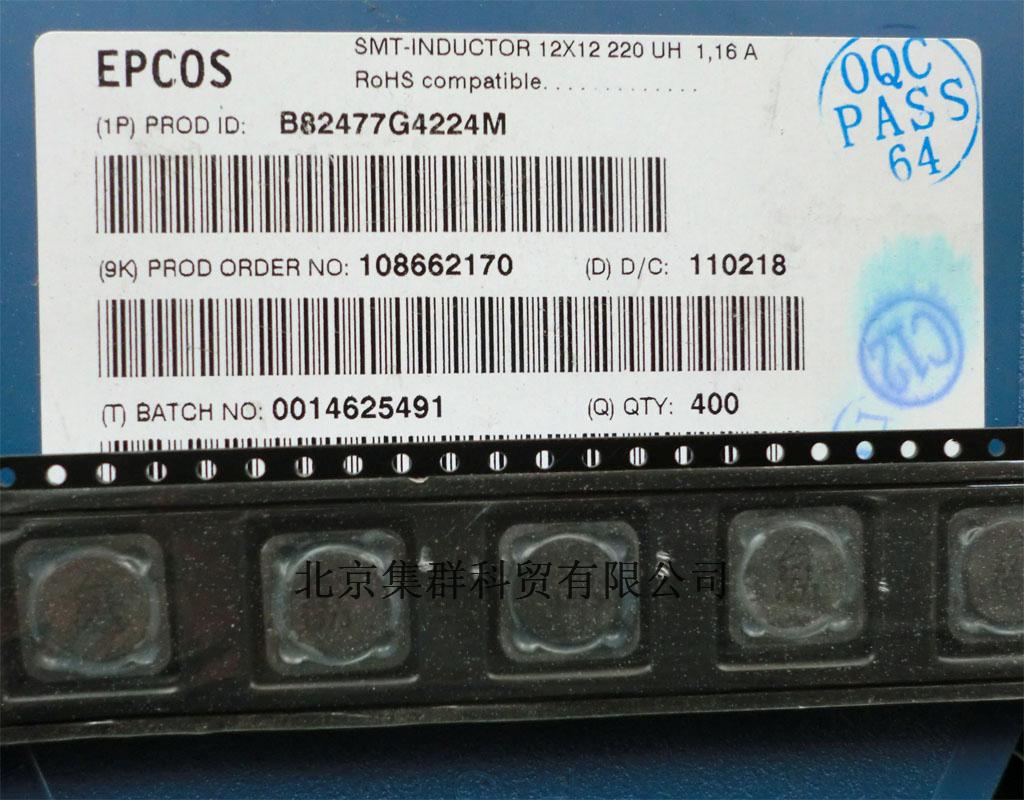 EPCOS
SMT-INDUCTOR 12X12 220 UH 1,16 A
RoHS compatible. . . . . . . . . . . . .
(1P) PROD ID: B82477G4224M
OQC
PASS
64
(9K) PROD ORDER NO: 108662170 (D) D/C: 110218
C12
(T) BATCH NO: 0014625491 (Q) QTY: 400
北京集群科贸有限公司